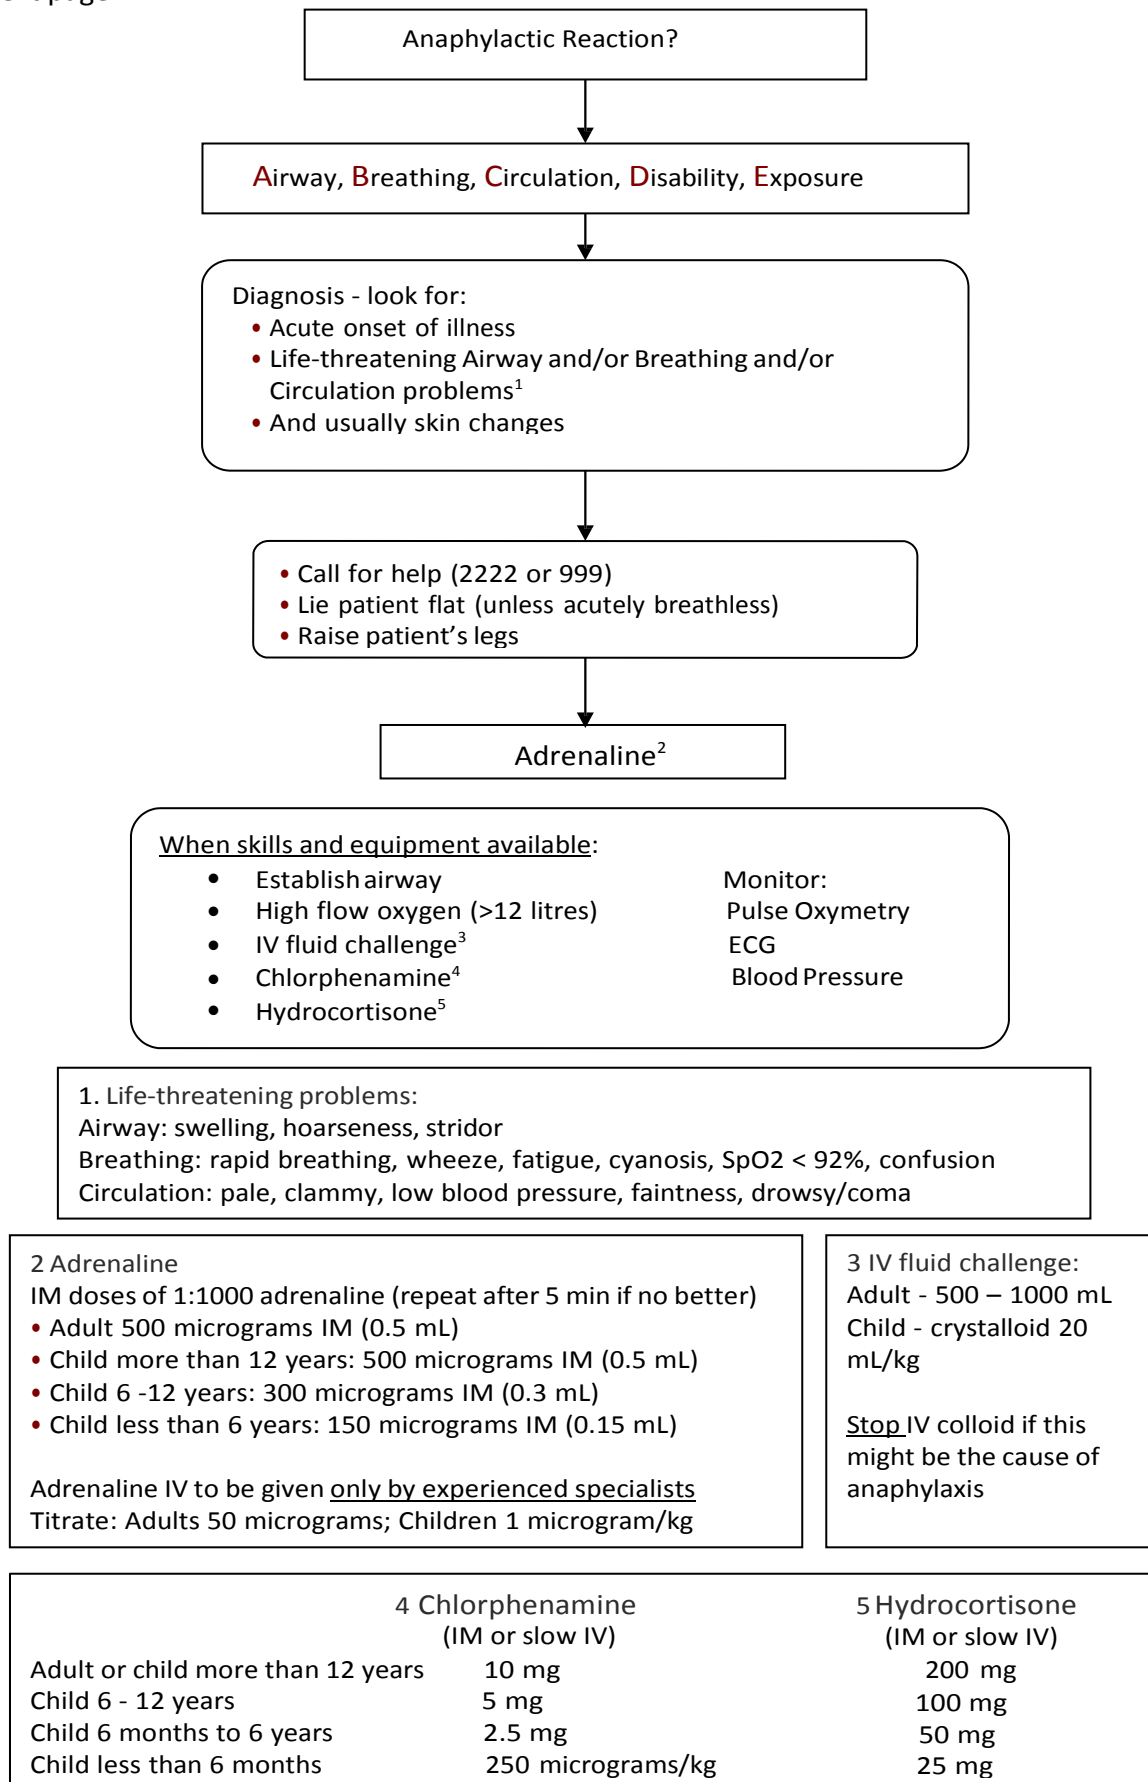 Anaphylactic Reaction?
Airway, Breathing, Circulation, Disability, Exposure
Diagnosis - look for:
• Acute onset of illness
• Life-threatening Airway and/or Breathing and/or
Circulation problems1
• And usually skin changes
• Call for help (2222 or 999)
• Lie patient flat (unless acutely breathless)
• Raise patient's legs
Adrenaline2
When skills and equipment available:
• Establish airway
• High flow oxygen (>12 litres)
• IV fluid challenge3
• Chlorphenamine4
• Hydrocortisone5
Monitor:
Pulse Oxymetry
ECG
Blood Pressure
1. Life-threatening problems:
Airway: swelling, hoarseness, stridor
Breathing: rapid breathing, wheeze, fatigue, cyanosis, SpO2 < 92%, confusion
Circulation: pale, clammy, low blood pressure, faintness, drowsy/coma
2 Adrenaline
IM doses of 1:1000 adrenaline (repeat after 5 min if no better)
• Adult 500 micrograms IM (0.5 mL)
• Child more than 12 years: 500 micrograms IM (0.5 mL)
• Child 6 -12 years: 300 micrograms IM (0.3 mL)
• Child less than 6 years: 150 micrograms IM (0.15 mL)
Adrenaline IV to be given only by experienced specialists
Titrate: Adults 50 micrograms; Children 1 microgram/kg
3 IV fluid challenge:
Adult - 500 – 1000 mL
Child - crystalloid 20
mL/kg
Stop IV colloid if this
might be the cause of
anaphylaxis
4 Chlorphenamine 5 Hydrocortisone
(IM or slow IV) (IM or slow IV)
Adult or child more than 12 years 10 mg 200 mg
Child 6 - 12 years 5 mg 100 mg
Child 6 months to 6 years 2.5 mg 50 mg
Child less than 6 months 250 micrograms/kg 25 mg